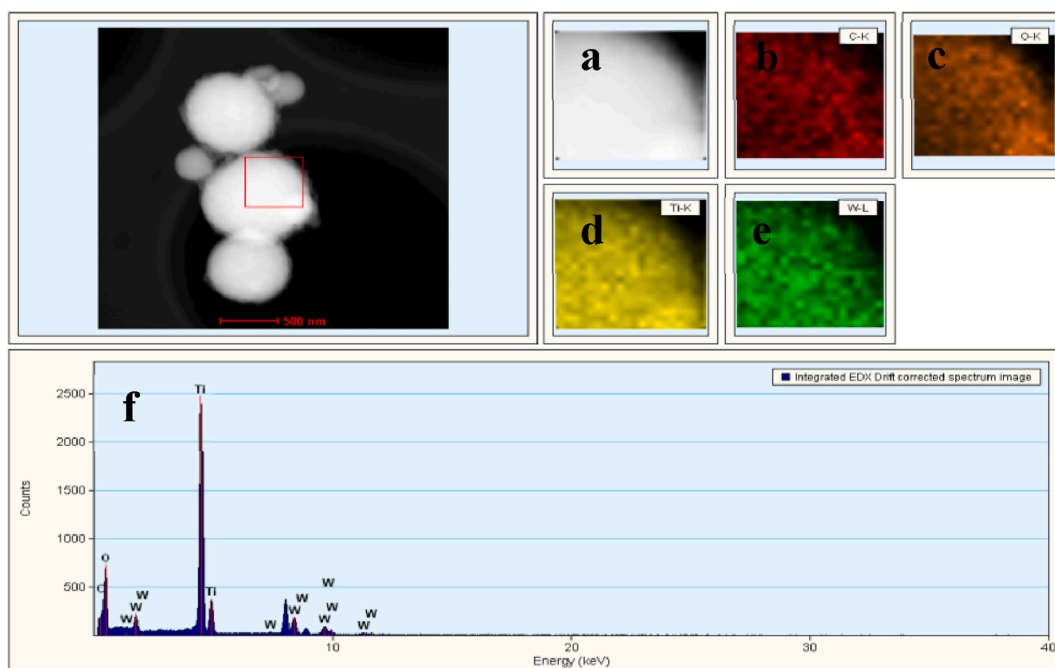 a
b
C-K
c
O-K
500 nm
d
Ti-K
e
W-L
f
Integrated EDX Drift corrected spectrum image
Counts
2500
2000
1500
1000
500
C
O
W
W
W
Ti
Ti
W
W
W
W
W
W
W
W
10
20
30
40
Energy (keV)